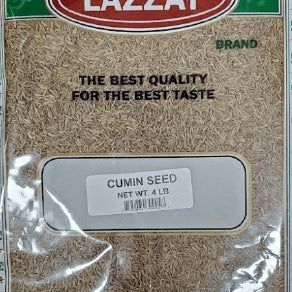 LAZZAT
BRAND
THE BEST QUALITY
FOR THE BEST TASTE
CUMIN SEED
NET WT. 4 LB